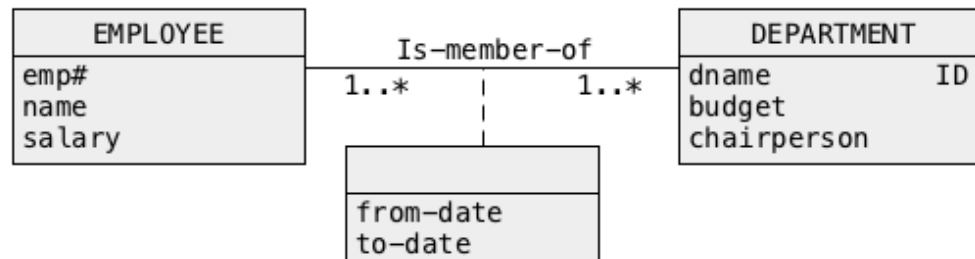 EMPLOYEE
emp#
name
salary
Is-member-of
1..*
1..*
DEPARTMENT
dname ID
budget
chairperson
from-date
to-date